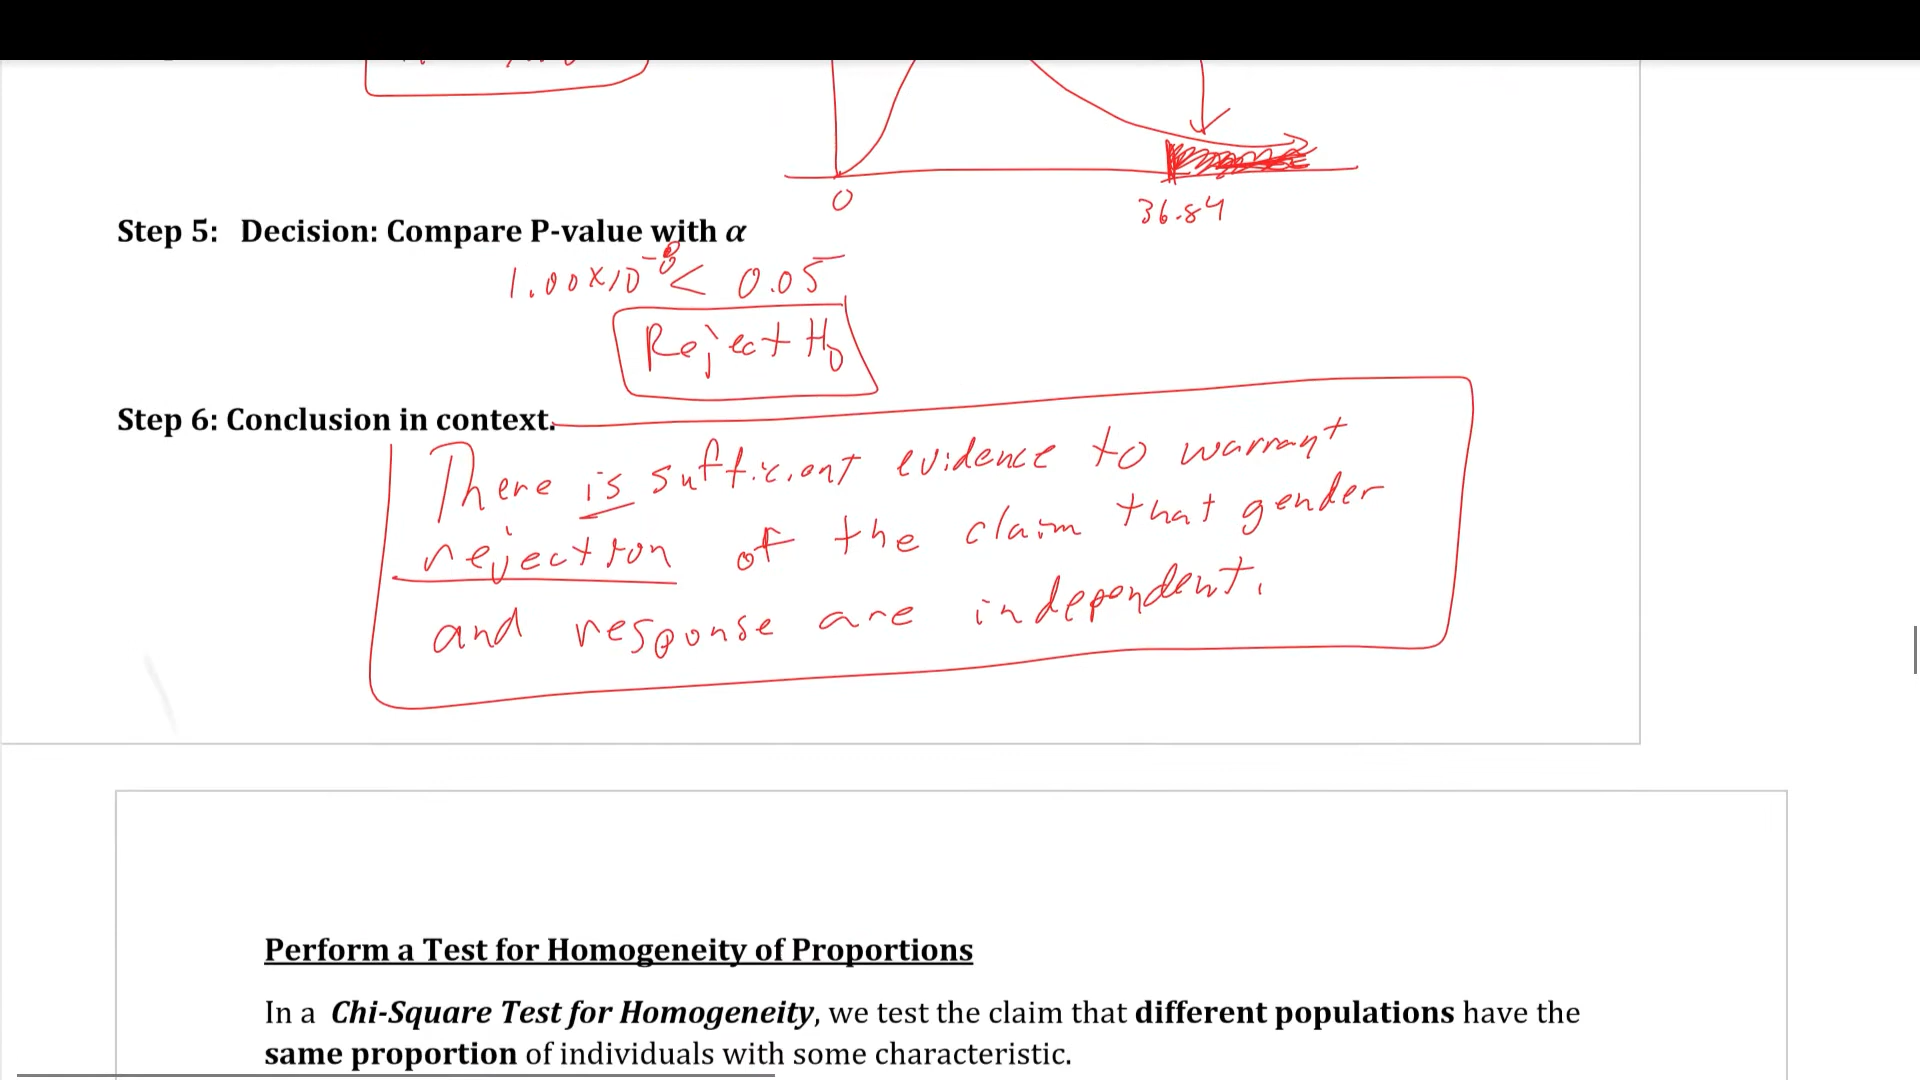 0
36.84
Step 5: Decision: Compare P-value with α
1.00×10⁻⁸ < 0.05
Reject H₀
Step 6: Conclusion in context.
There is sufficient evidence to warrant
rejection of the claim that gender
and response are independent.
Perform a Test for Homogeneity of Proportions
In a Chi-Square Test for Homogeneity, we test the claim that different populations have the
same proportion of individuals with some characteristic.